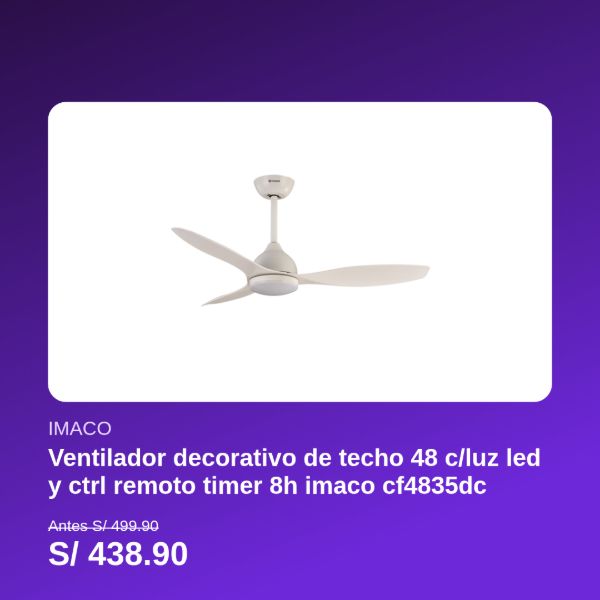 IMACO
Ventilador decorativo de techo 48 c/luz led
y ctrl remoto timer 8h imaco cf4835dc
Antes S/ 499.90
S/ 438.90